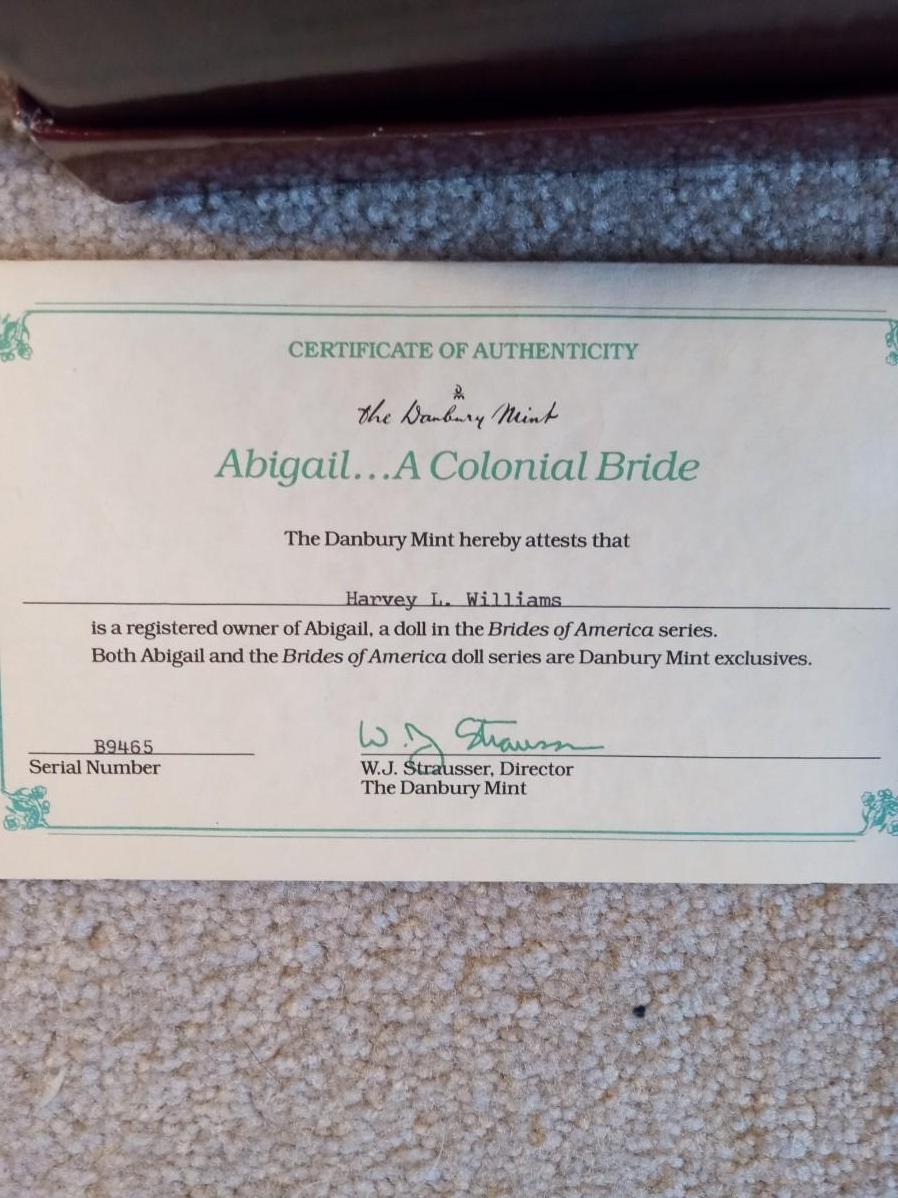 CERTIFICATE OF AUTHENTICITY
The Danbury Mint
Abigail...A Colonial Bride
The Danbury Mint hereby attests that
Harvey L. Williams
is a registered owner of Abigail, a doll in the Brides of America series.
Both Abigail and the Brides of America doll series are Danbury Mint exclusives.
W.J. Strausser
B9465
Serial Number
W.J. Strausser, Director
The Danbury Mint